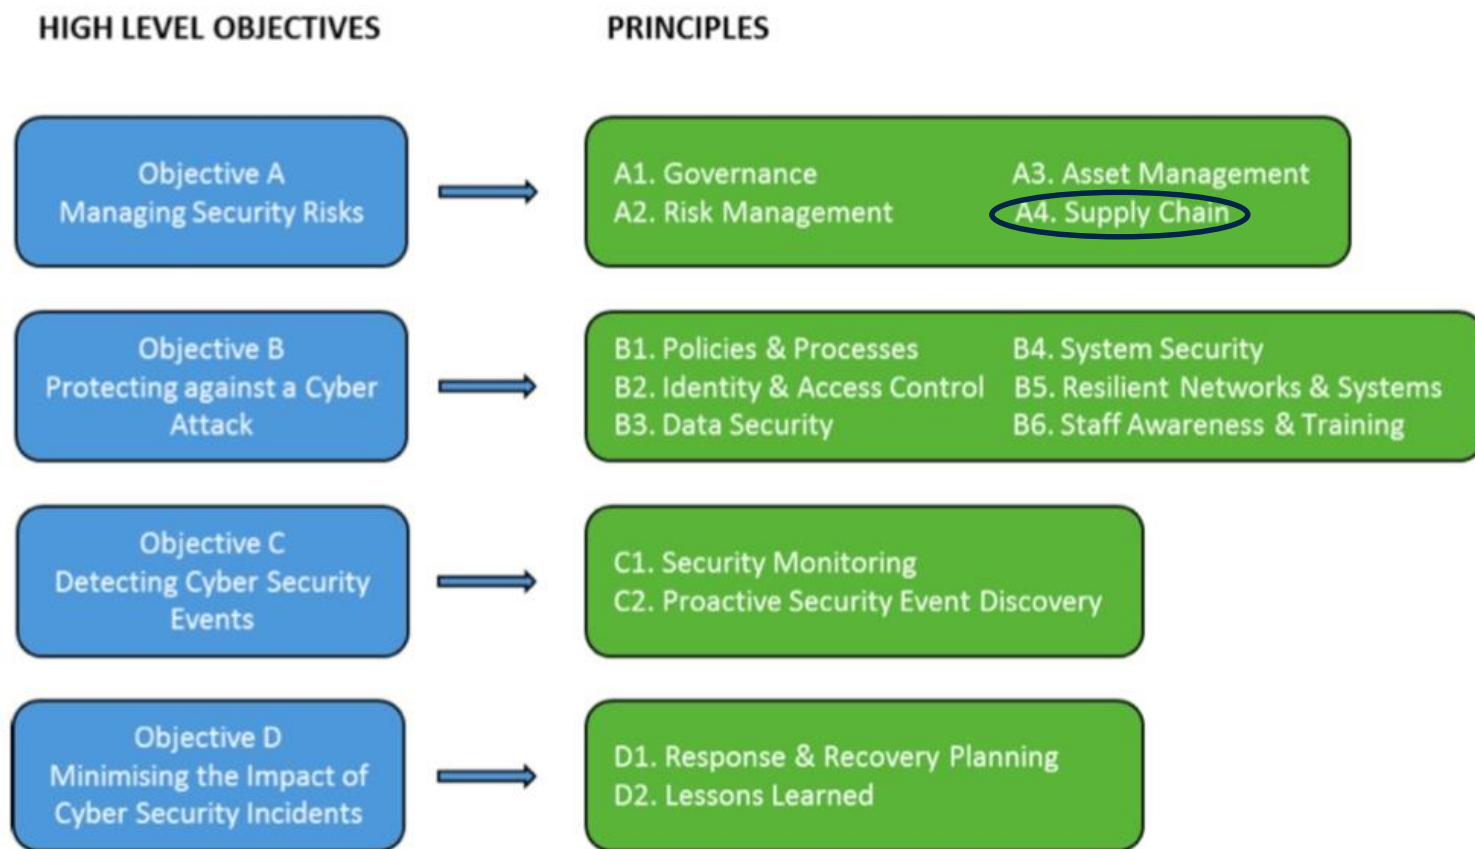 HIGH LEVEL OBJECTIVES
PRINCIPLES
Objective A
Managing Security Risks
A1. Governance
A2. Risk Management
A3. Asset Management
A4. Supply Chain
Objective B
Protecting against a Cyber
Attack
B1. Policies & Processes
B2. Identity & Access Control
B3. Data Security
B4. System Security
B5. Resilient Networks & Systems
B6. Staff Awareness & Training
Objective C
Detecting Cyber Security
Events
C1. Security Monitoring
C2. Proactive Security Event Discovery
Objective D
Minimising the Impact of
Cyber Security Incidents
D1. Response & Recovery Planning
D2. Lessons Learned